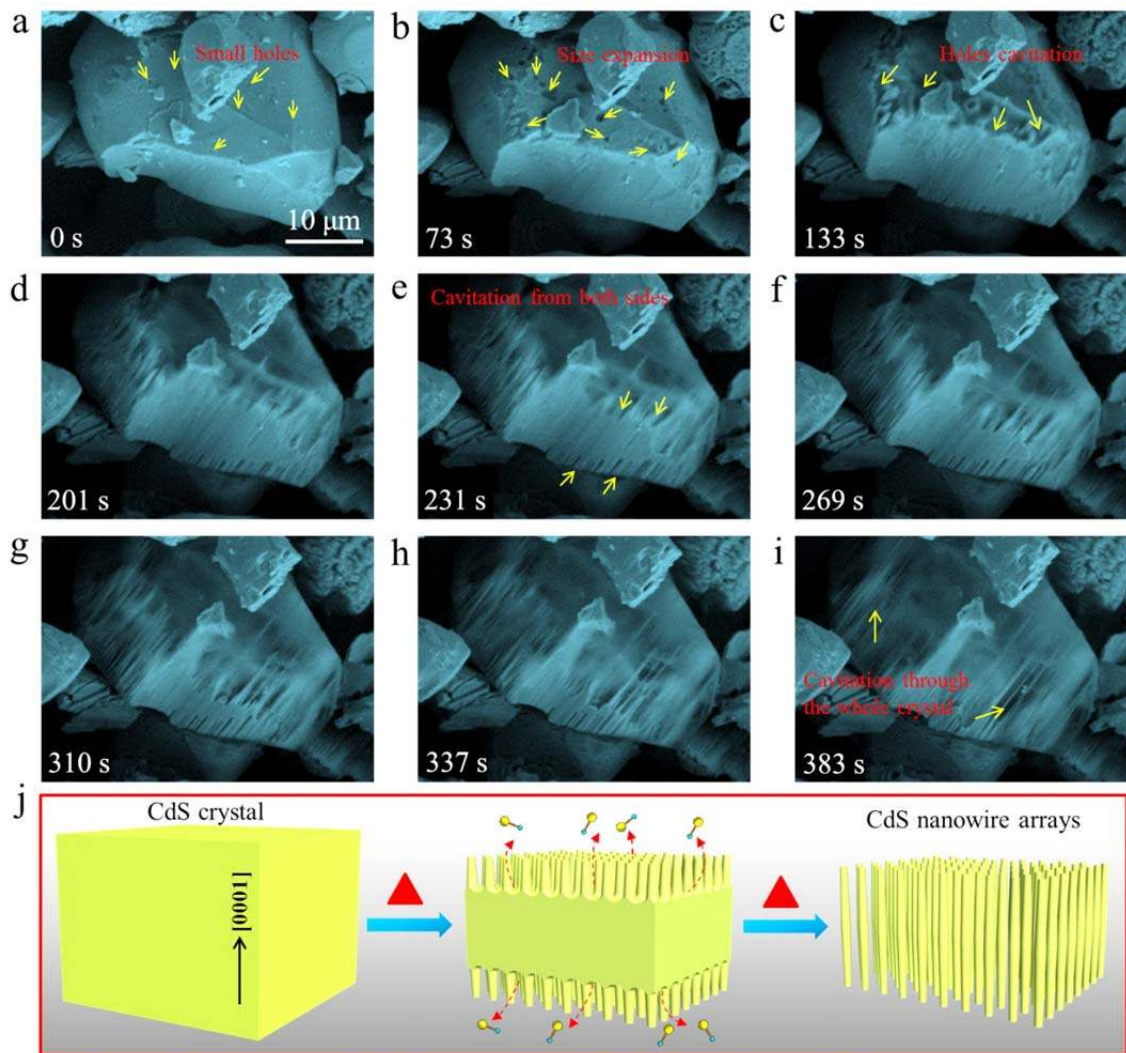 a
Small holes
0 s
10 μm
b
Size expansion
73 s
c
Holes cavitation
133 s
d
201 s
e
Cavitation from both sides
231 s
f
269 s
g
310 s
h
337 s
i
Cavitation through
the whole crystal
383 s
j
CdS crystal
[0001]
CdS nanowire arrays